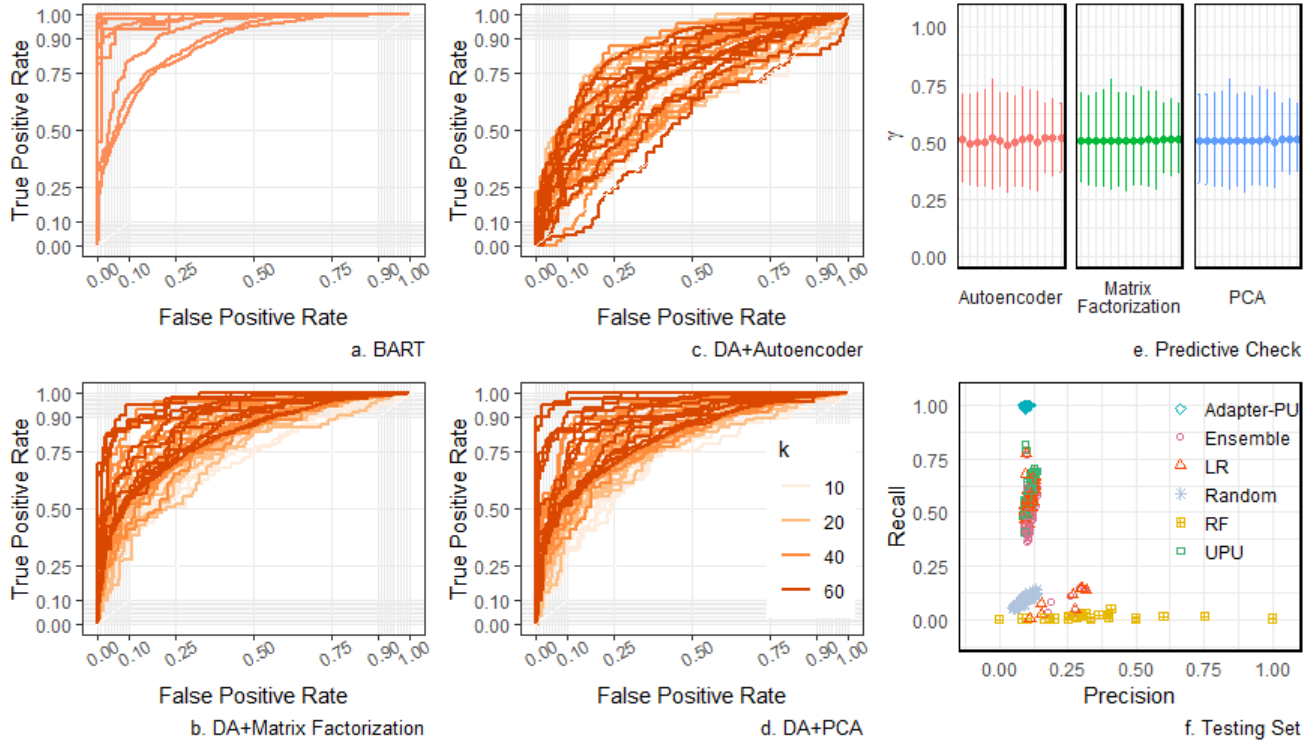 True Positive Rate
1.00
0.90
0.75
0.50
0.25
0.10
0.00
0.00
0.10
0.25
0.50
0.75
0.90
1.00
False Positive Rate
a. BART
True Positive Rate
1.00
0.90
0.75
0.50
0.25
0.10
0.00
0.00
0.10
0.25
0.50
0.75
0.90
1.00
False Positive Rate
c. DA+Autoencoder
γ
1.00
0.75
0.50
0.25
0.00
Autoencoder
Matrix
Factorization
PCA
e. Predictive Check
True Positive Rate
1.00
0.90
0.75
0.50
0.25
0.10
0.00
0.00
0.10
0.25
0.50
0.75
0.90
1.00
False Positive Rate
b. DA+Matrix Factorization
True Positive Rate
1.00
0.90
0.75
0.50
0.25
0.10
0.00
k
10
20
40
60
0.00
0.10
0.25
0.50
0.75
0.90
1.00
False Positive Rate
d. DA+PCA
Recall
1.00
0.75
0.50
0.25
0.00
Adapter-PU
Ensemble
LR
Random
RF
UPU
0.00
0.25
0.50
0.75
1.00
Precision
f. Testing Set